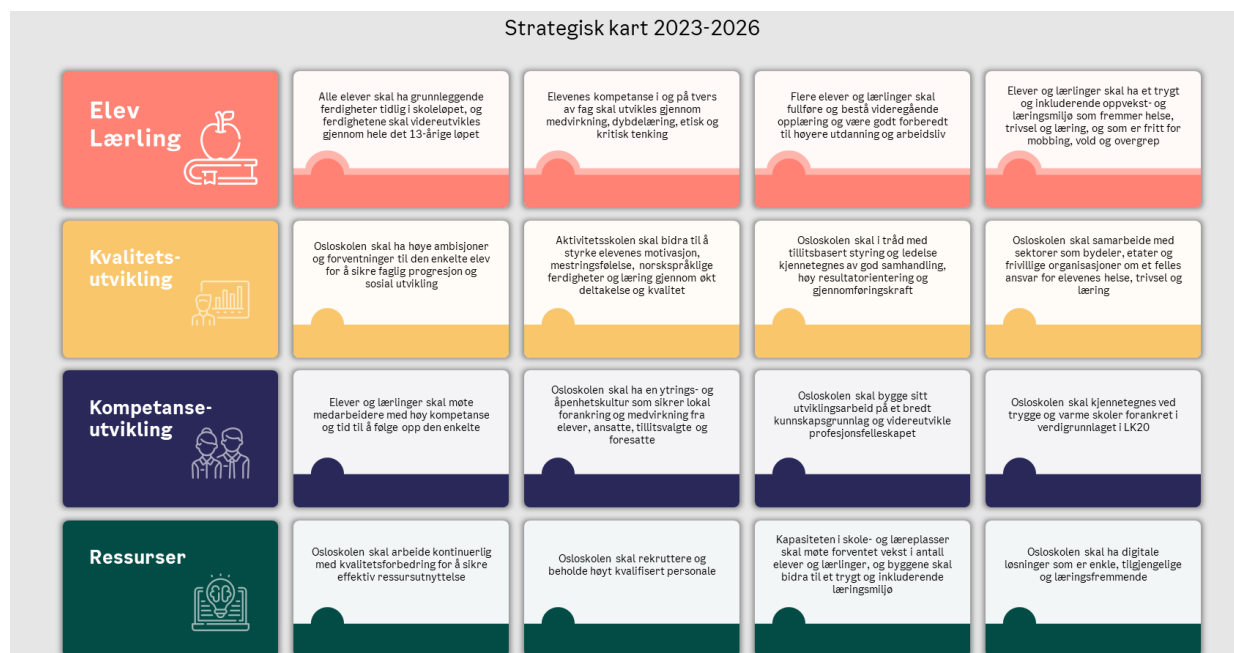 Strategisk kart 2023-2026
Elev
Lærling
Alle elever skal ha grunnleggende
ferdigheter tidlig i skoleløpet, og
ferdighetene skal videreutvikles
gjennom hele det 13-årige løpet
Elevenes kompetanse i og på tvers
av fag skal utvikles gjennom
medvirkning, dybdelæring, etisk og
kritisk tenking
Flere elever og lærlinger skal
fullføre og bestå videregående
opplæring og være godt forberedt
til høyere utdanning og arbeidsliv
Elever og lærlinger skal ha et trygt
og inkluderende oppvekst- og
læringsmiljø som fremmer helse,
trivsel og læring, og som er fritt for
mobbing, vold og overgrep
Kvalitets-
utvikling
Osloskolen skal ha høye ambisjoner
og forventninger til den enkelte elev
for å sikre faglig progresjon og
sosial utvikling
Aktivitetsskolen skal bidra til å
styrke elevenes motivasjon,
mestringsfølelse, norskspråklige
ferdigheter og læring gjennom økt
deltakelse og kvalitet
Osloskolen skal i tråd med
tillitsbasert styring og ledelse
kjennetegnes av god samhandling,
høy resultatorientering og
gjennomføringskraft
Osloskolen skal samarbeide med
sektorer som bydeler, etater og
frivillige organisasjoner om et felles
ansvar for elevenes helse, trivsel og
læring
Kompetanse-
utvikling
Elever og lærlinger skal møte
medarbeidere med høy kompetanse
og tid til å følge opp den enkelte
Osloskolen skal ha en ytrings- og
åpenhetskultur som sikrer lokal
forankring og medvirkning fra
elever, ansatte, tillitsvalgte og
foresatte
Osloskolen skal bygge sitt
utviklingsarbeid på et bredt
kunnskapsgrunnlag og videreutvikle
profesjonsfelleskapet
Osloskolen skal kjennetegnes ved
trygge og varme skoler forankret i
verdigrunnlaget i LK20
Ressurser
Osloskolen skal arbeide kontinuerlig
med kvalitetsforbedring for å sikre
effektiv ressursutnyttelse
Osloskolen skal rekruttere og
beholde høyt kvalifisert personale
Kapasiteten i skole- og læreplasser
skal møte forventet vekst i antall
elever og lærlinger, og byggene skal
bidra til et trygt og inkluderende
læringsmiljø
Osloskolen skal ha digitale
løsninger som er enkle, tilgjengelige
og læringsfremmende